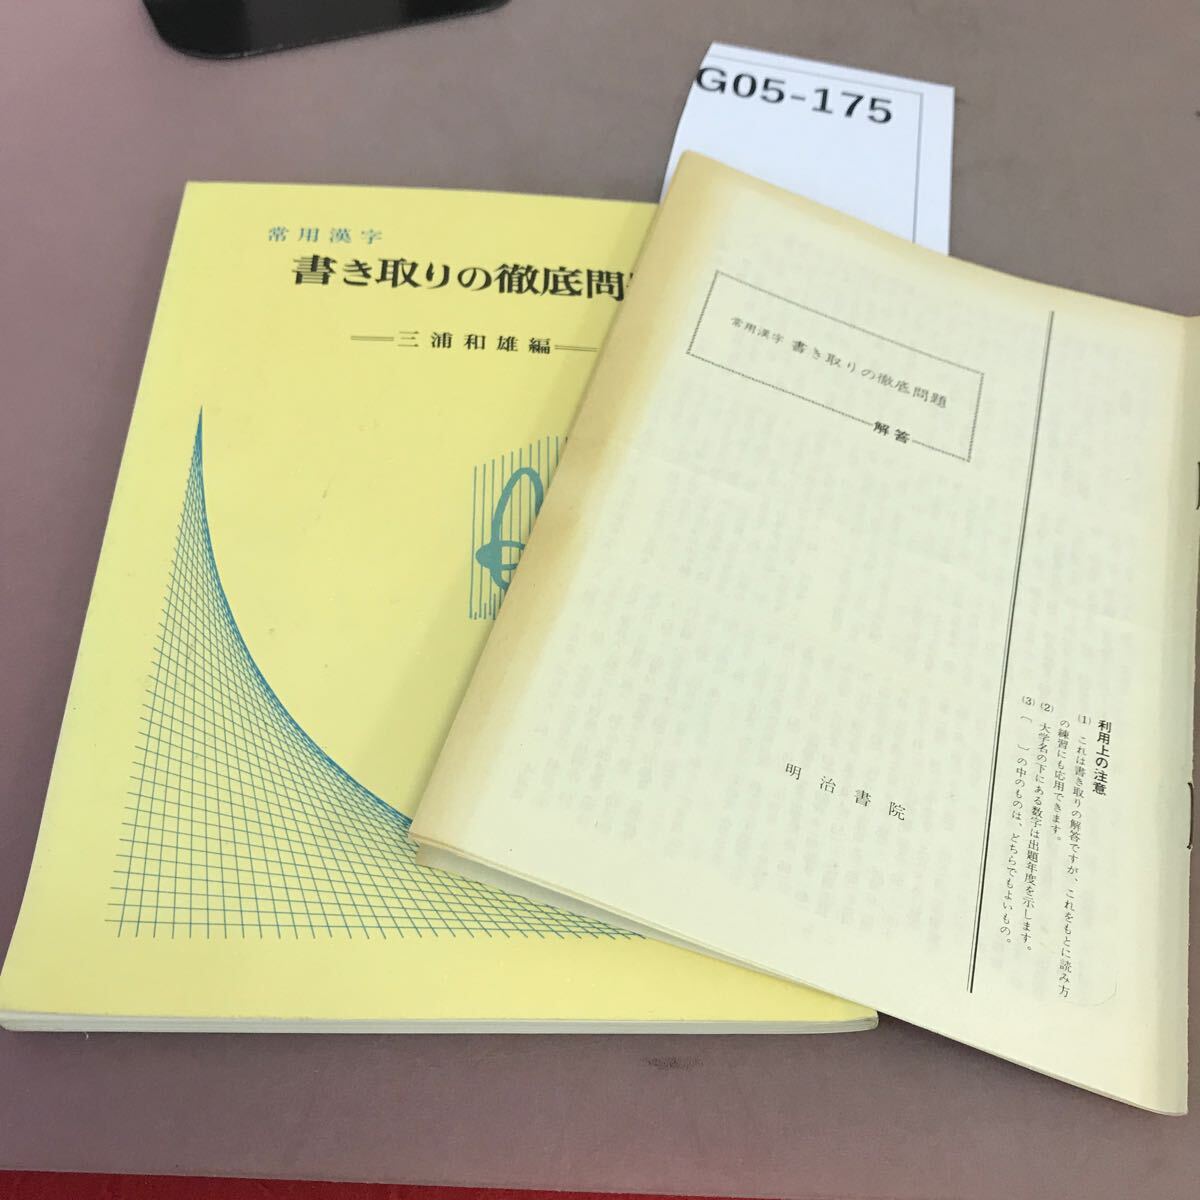 G05-175
常用漢字
書き取りの徹底問
三浦和雄編
常用漢字 書き取りの徹底問題
解答
明治書院
利用上の注意
(1) これは書き取りの解答ですが、これをもとに読み方
の練習にも応用できます。
(2) 大学名の下にある数字は出題年度を示します。
(3) 〔 〕の中のものは、どちらでもよいもの。